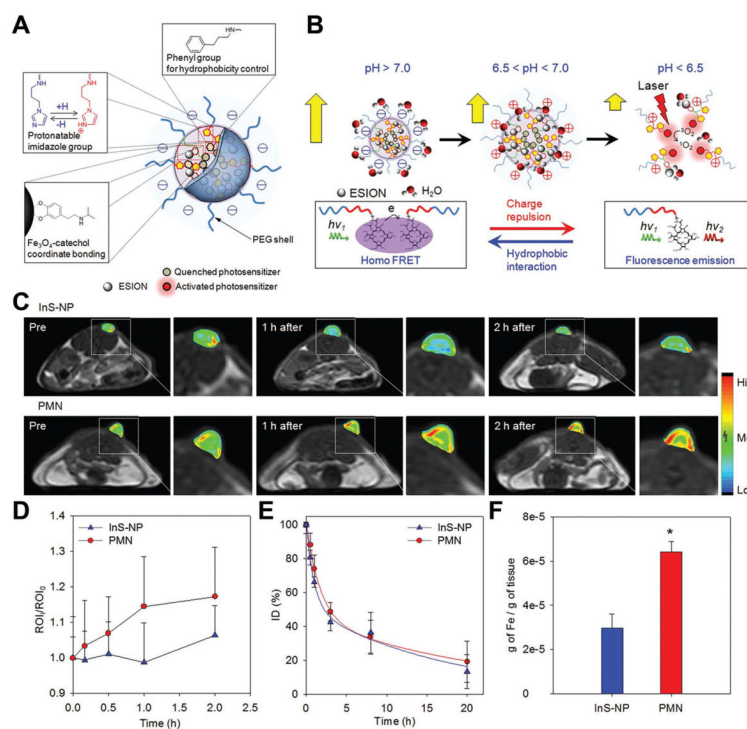 A
Phenyl group
for hydrophobicity control
+H
-H
Protonatable
imidazole group
Fe₃O₄-catechol
coordinate bonding
PEG shell
Quenched photosensitizer
ESION
Activated photosensitizer
B
pH > 7.0
6.5 < pH < 7.0
pH < 6.5
Laser
³O₂
¹O₂
ESION
H₂O
e
hv₁
Homo FRET
Charge
repulsion
Hydrophobic
interaction
hv₁
hv₂
Fluorescence emission
C
InS-NP
Pre
1 h after
2 h after
PMN
Pre
1 h after
2 h after
Hi
Lo
D
InS-NP
PMN
ROIₜ/ROI₀
1.4
1.3
1.2
1.1
1.0
0.9
0.0
0.5
1.0
1.5
2.0
Time (h)
E
InS-NP
PMN
ID (%)
100
80
60
40
20
0
0
5
10
15
20
Time (h)
F
g of Fe / g of tissue
8e-5
6e-5
4e-5
2e-5
0
*
InS-NP
PMN